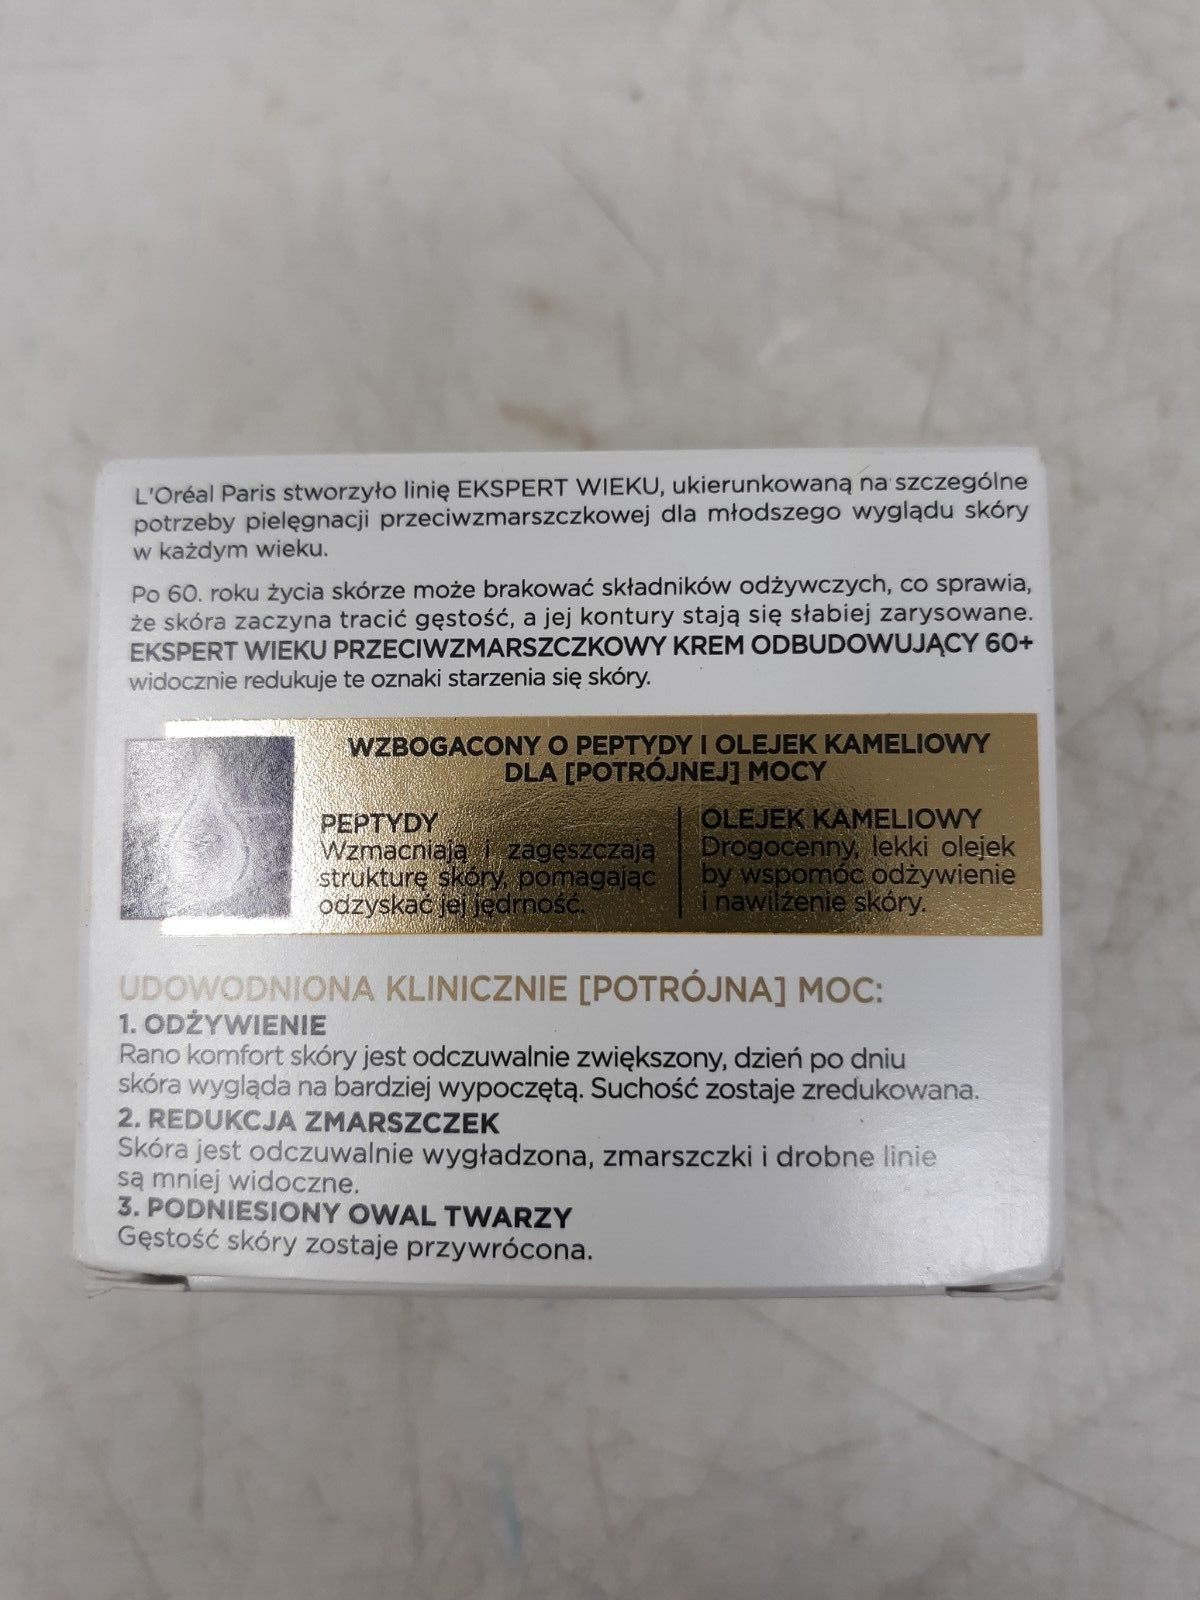 L'Oréal Paris stworzyło linię EKSPERT WIEKU, ukierunkowaną na szczególne
potrzeby pielęgnacji przeciwzmarszczkowej dla młodszego wyglądu skóry
w każdym wieku.
Po 60. roku życia skórze może brakować składników odżywczych, co sprawia,
że skóra zaczyna tracić gęstość, a jej kontury stają się słabiej zarysowane.
EKSPERT WIEKU PRZECIWZMARSZCZKOWY KREM ODBUDOWUJĄCY 60+
widocznie redukuje te oznaki starzenia się skóry.
WZBOGACONY O PEPTYDY I OLEJEK KAMELIOWY
DLA [POTRÓJNEJ] MOCY
PEPTYDY
Wzmacniają i zagęszczają
strukturę skóry, pomagając
odzyskać jej jędrność.
OLEJEK KAMELIOWY
Drogocenny, lekki olejek
by wspomóc odżywienie
i nawilżenie skóry.
UDOWODNIONA KLINICZNIE [POTRÓJNA] MOC:
1. ODŻYWIENIE
Rano komfort skóry jest odczuwalnie zwiększony, dzień po dniu
skóra wygląda na bardziej wypoczętą. Suchość zostaje zredukowana.
2. REDUKCJA ZMARSZCZEK
Skóra jest odczuwalnie wygładzona, zmarszczki i drobne linie
są mniej widoczne.
3. PODNIESIONY OWAL TWARZY
Gęstość skóry zostaje przywrócona.